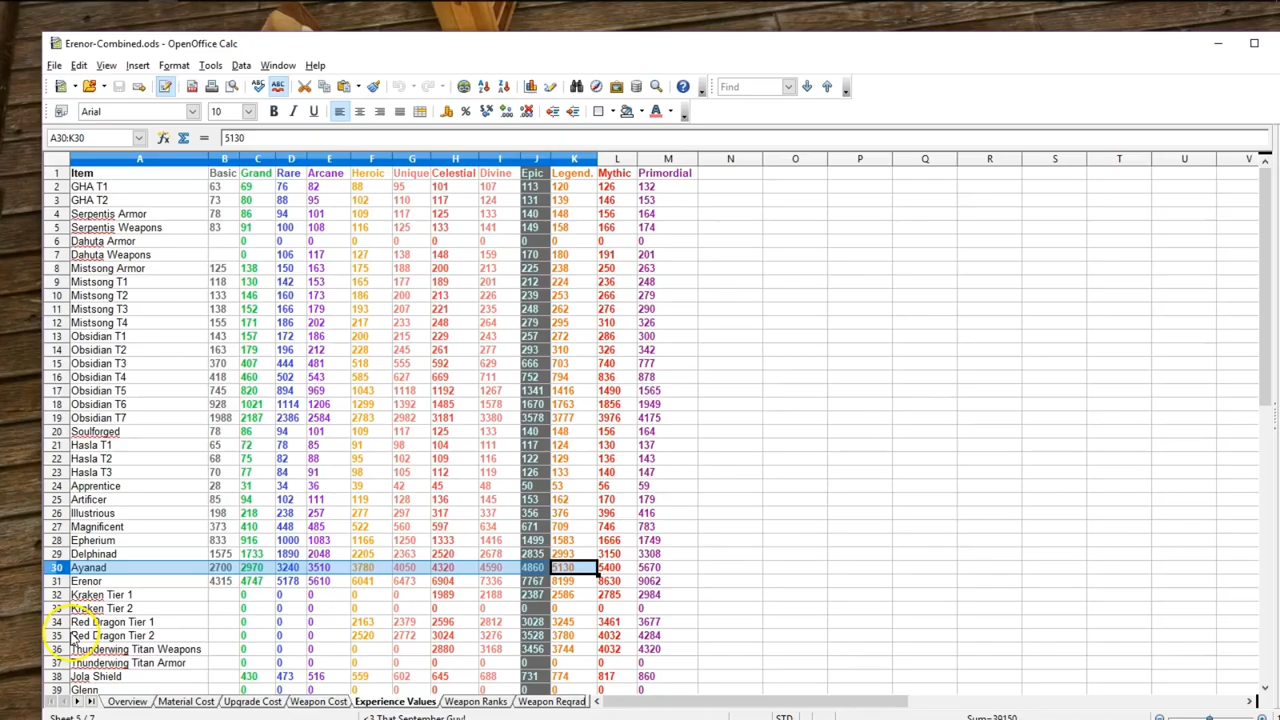 Erenor-Combined.ods - OpenOffice Calc
File Edit View Insert Format Tools Data Window Help
Find
Arial 10
A30:K30 5130
A B C D E F G H I J K L M N O P Q R S T U V
1 Item Basic Grand Rare Arcane Heroic Unique Celestial Divine Epic Legend. Mythic Primordial
2 GHA T1 63 69 76 82 88 95 101 107 113 120 126 132
3 GHA T2 73 80 88 95 102 110 117 124 131 139 146 153
4 Serpentis Armor 78 86 94 101 109 117 125 133 140 148 156 164
5 Serpentis Weapons 83 91 100 108 116 125 133 141 149 158 166 174
6 Dahuta Armor 0 0 0 0 0 0 0 0 0 0 0
7 Dahuta Weapons 0 106 117 127 138 148 159 170 180 191 201
8 Mistsong Armor 125 138 150 163 175 188 200 213 225 238 250 263
9 Mistsong T1 118 130 142 153 165 177 189 201 212 224 236 248
10 Mistsong T2 133 146 160 173 186 200 213 226 239 253 266 279
11 Mistsong T3 138 152 166 179 193 207 221 235 248 262 276 290
12 Mistsong T4 155 171 186 202 217 233 248 264 279 295 310 326
13 Obsidian T1 143 157 172 186 200 215 229 243 257 272 286 300
14 Obsidian T2 163 179 196 212 228 245 261 277 293 310 326 342
15 Obsidian T3 370 407 444 481 518 555 592 629 666 703 740 777
16 Obsidian T4 418 460 502 543 585 627 669 711 752 794 836 878
17 Obsidian T5 745 820 894 969 1043 1118 1192 1267 1341 1416 1490 1565
18 Obsidian T6 928 1021 1114 1206 1299 1392 1485 1578 1670 1763 1856 1949
19 Obsidian T7 1988 2187 2386 2584 2783 2982 3181 3380 3578 3777 3976 4175
20 Soulforged 78 86 94 101 109 117 125 133 140 148 156 164
21 Hasla T1 65 72 78 85 91 98 104 111 117 124 130 137
22 Hasla T2 68 75 82 88 95 102 109 116 122 129 136 143
23 Hasla T3 70 77 84 91 98 105 112 119 126 133 140 147
24 Apprentice 28 31 34 36 39 42 45 48 50 53 56 59
25 Artificer 85 94 102 111 119 128 136 145 153 162 170 179
26 Illustrious 198 218 238 257 277 297 317 337 356 376 396 416
27 Magnificent 373 410 448 485 522 560 597 634 671 709 746 783
28 Epherium 833 916 1000 1083 1166 1250 1333 1416 1499 1583 1666 1749
29 Delphinad 1575 1733 1890 2048 2205 2363 2520 2678 2835 2993 3150 3308
30 Ayanad 2700 2970 3240 3510 3780 4050 4320 4590 4860 5130 5400 5670
31 Erenor 4315 4747 5178 5610 6041 6473 6904 7336 7767 8199 8630 9062
32 Kraken Tier 1 0 0 0 0 0 1989 2188 2387 2586 2785 2984
33 Kraken Tier 2 0 0 0 0 0 0 0 0 0 0 0
34 Red Dragon Tier 1 0 0 0 2163 2379 2596 2812 3028 3245 3461 3677
35 Red Dragon Tier 2 0 0 0 2520 2772 3024 3276 3528 3780 4032 4284
36 Thunderwing Titan Weapons 0 0 0 0 0 2880 3168 3456 3744 4032 4320
37 Thunderwing Titan Armor 0 0 0 0 0 0 0 0 0 0 0
38 Jola Shield 430 473 516 559 602 645 688 731 774 817 860
39 Glenn 0 0 0 0 0 0 0 0 0 0 0
Overview Material Cost Upgrade Cost Weapon Cost Experience Values Weapon Ranks Weapon Regrad
Sheet 5 / 7 <3 That September Guy! STD Sum=39150